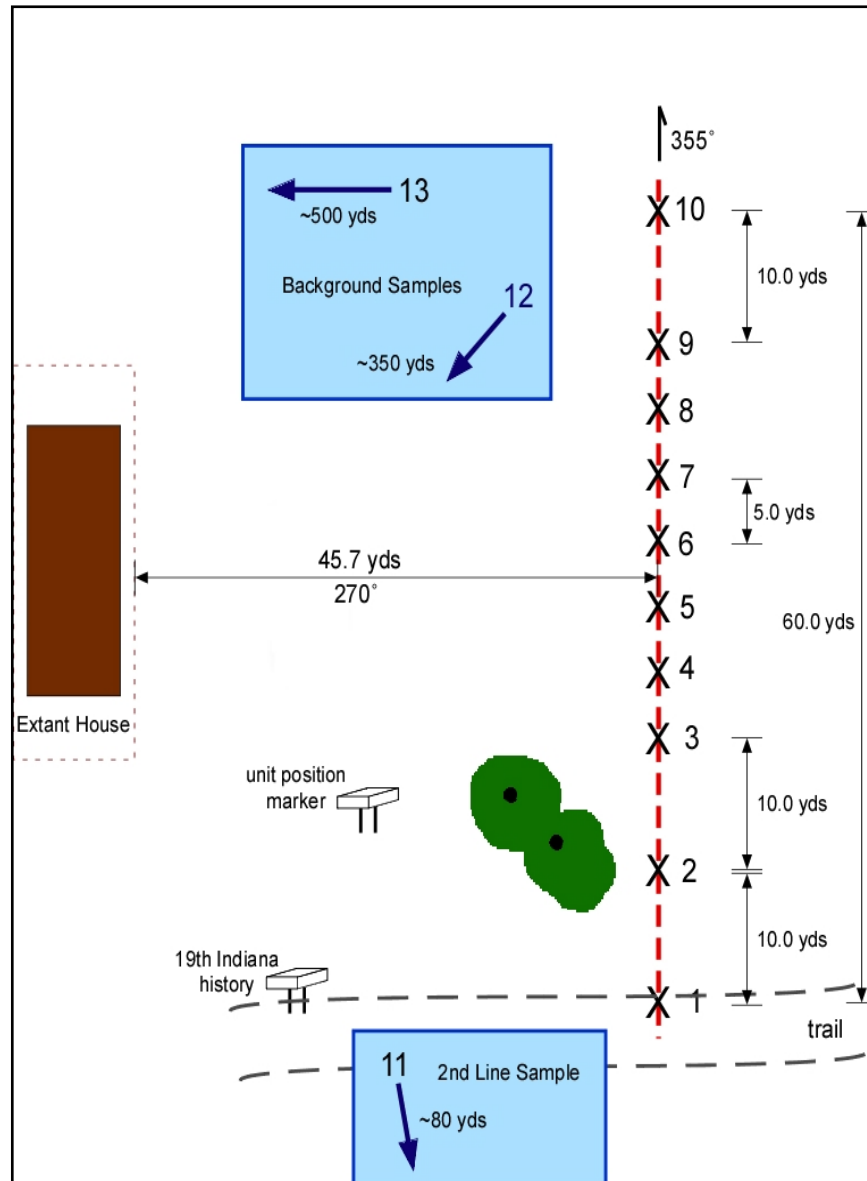 355°
13
~500 yds
Background Samples
12
~350 yds
10
10.0 yds
9
8
7
5.0 yds
6
45.7 yds
270°
5
60.0 yds
4
Extant House
3
unit position
marker
10.0 yds
2
10.0 yds
19th Indiana
history
1
trail
11
2nd Line Sample
~80 yds